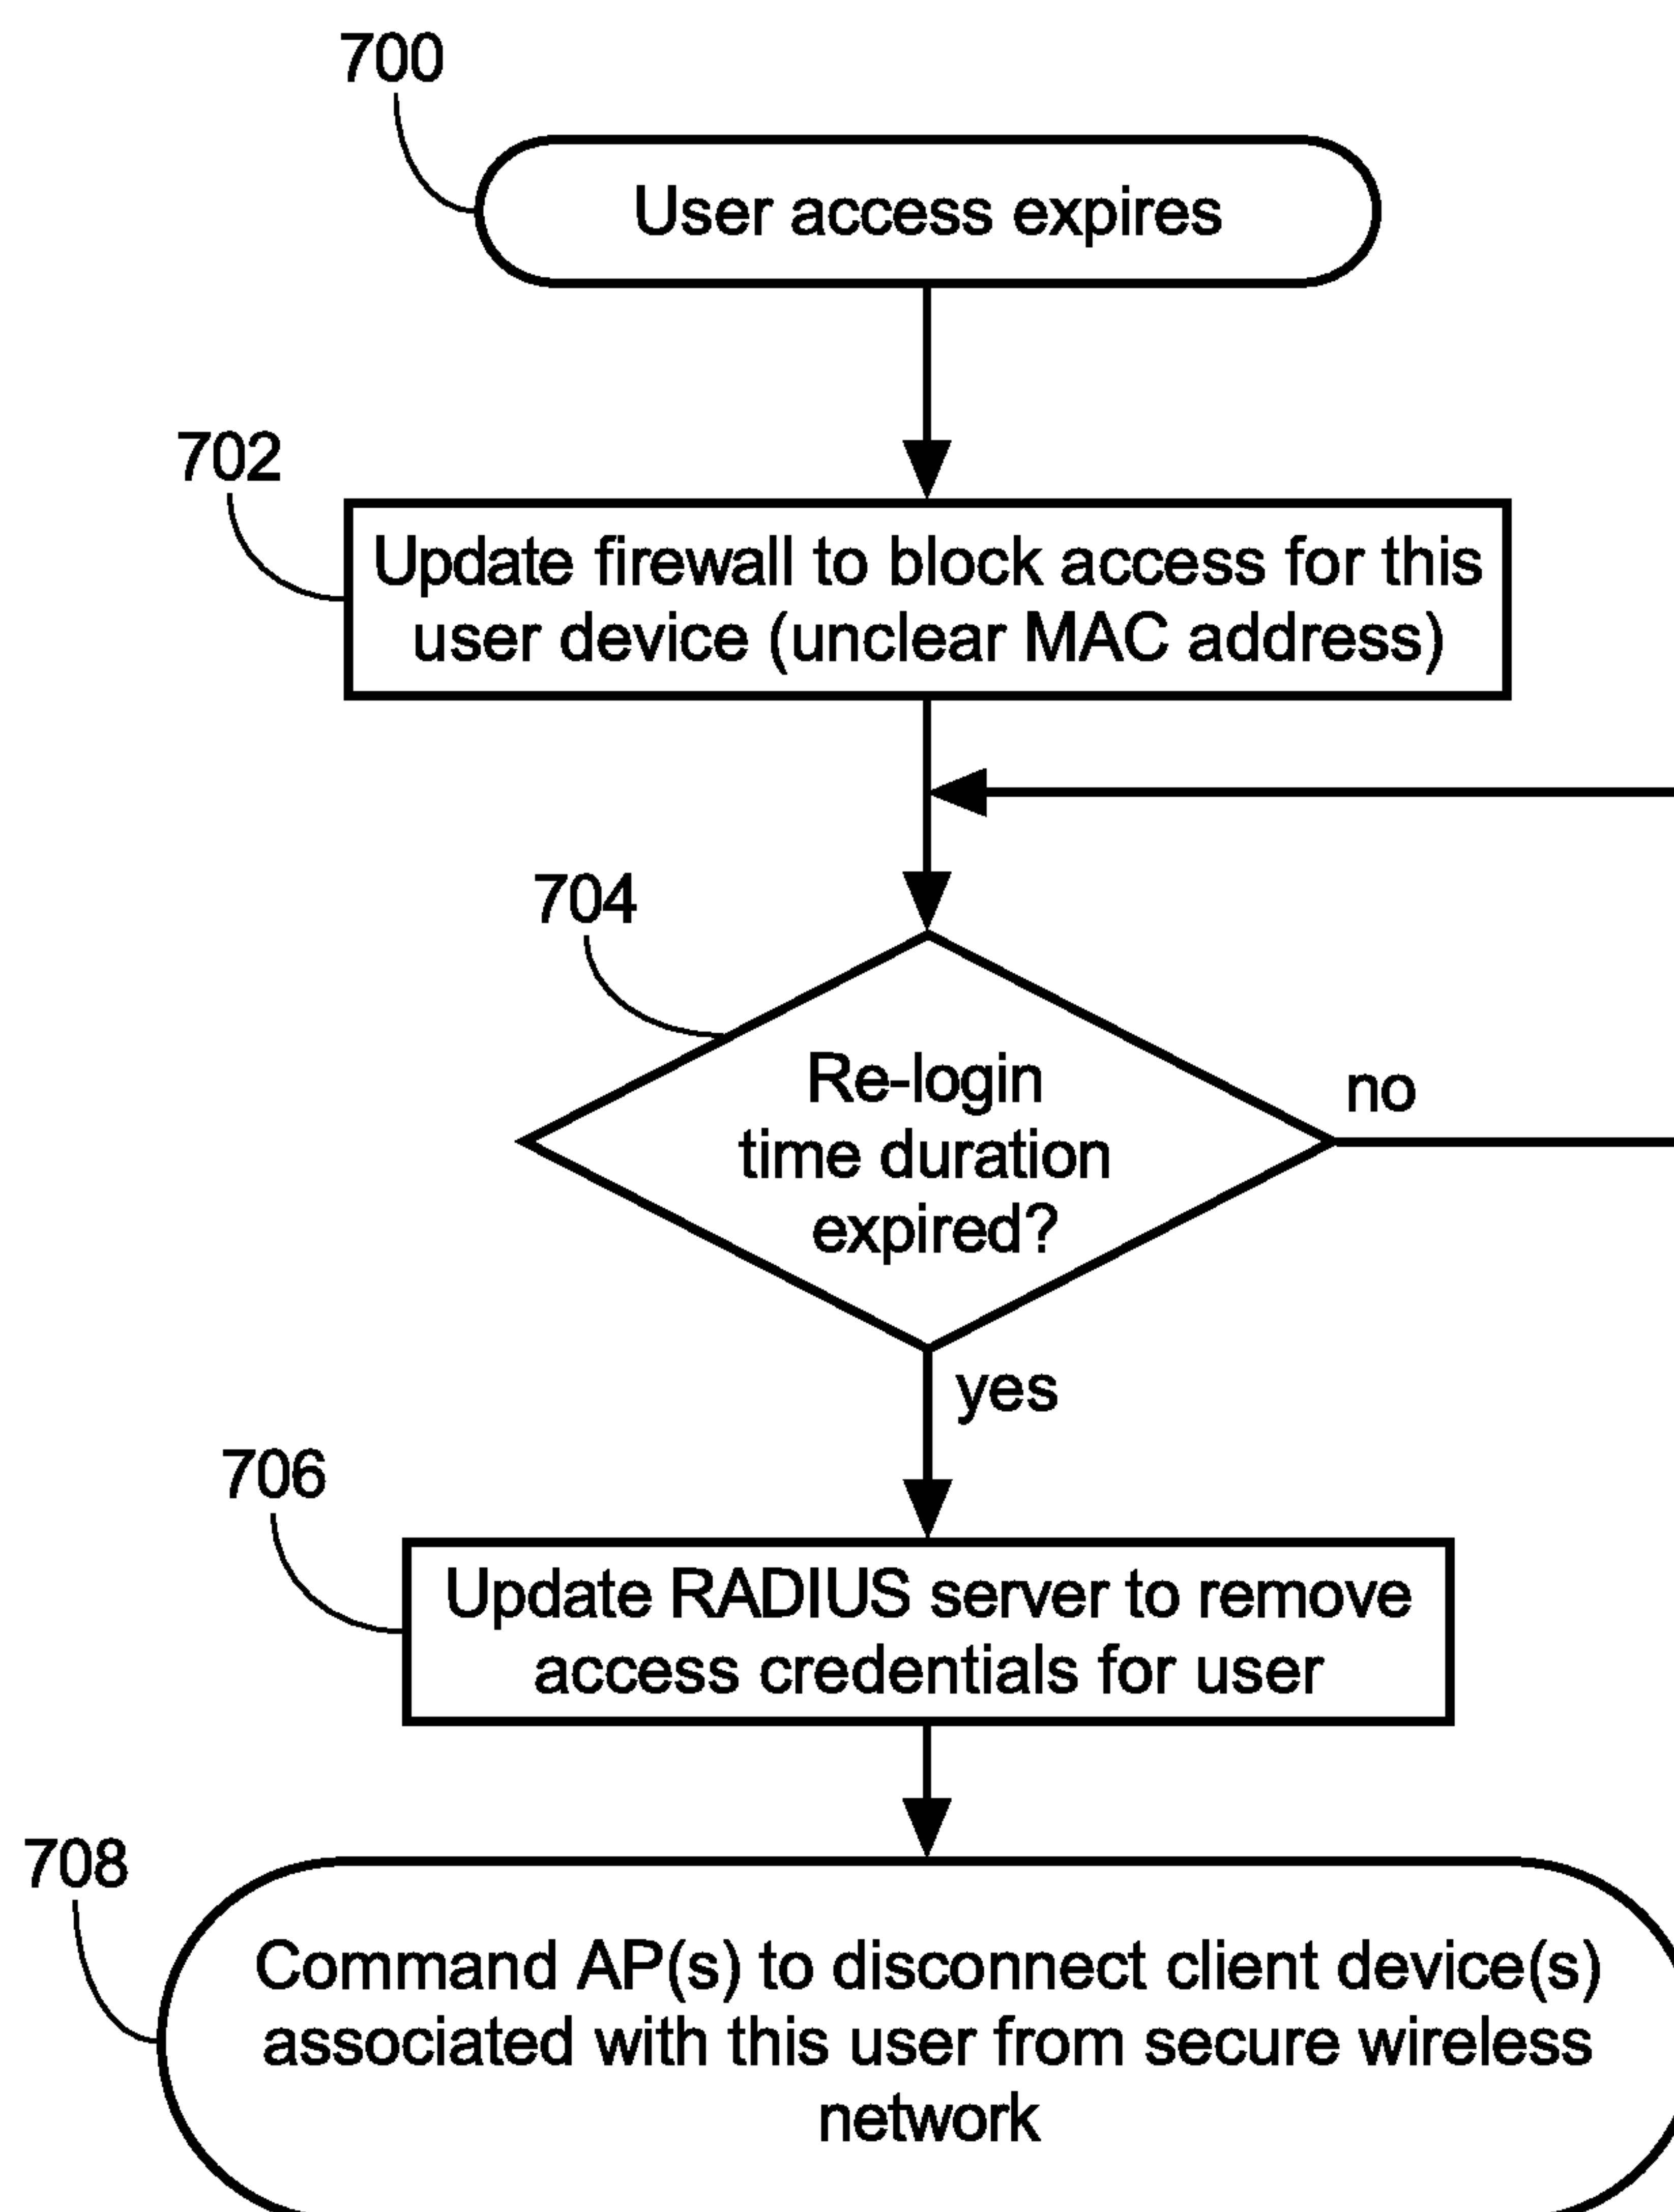 700
User access expires
702
Update firewall to block access for this
user device (unclear MAC address)
704
Re-login
time duration
expired?
no
yes
706
Update RADIUS server to remove
access credentials for user
708
Command AP(s) to disconnect client device(s)
associated with this user from secure wireless
network